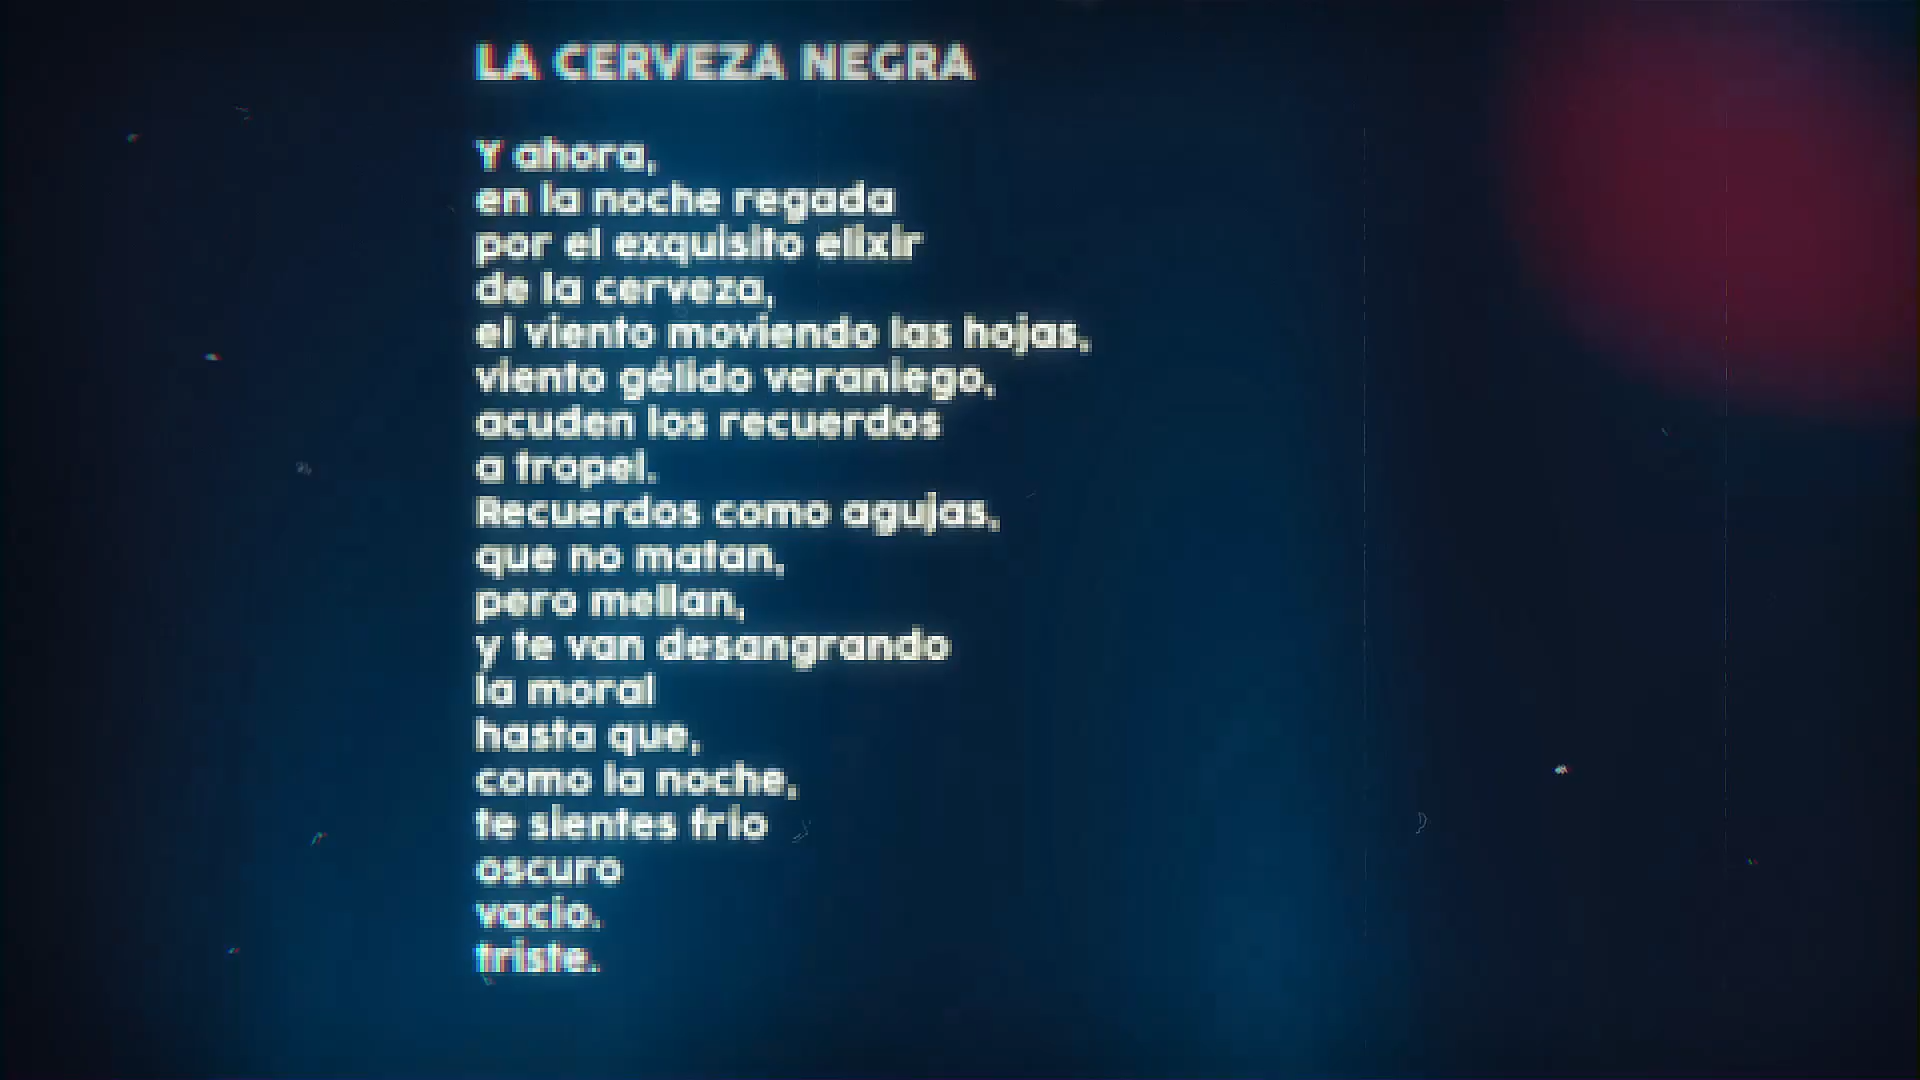 LA CERVEZA NEGRA
Y ahora,
en la noche regada
por el exquisito elixir
de la cerveza,
el viento moviendo las hojas,
viento gélido veraniego,
acuden los recuerdos
a tropel.
Recuerdos como agujas,
que no matan,
pero mellan,
y te van desangrando
la moral
hasta que,
como la noche,
te sientes frío
oscuro
vacio.
triste.